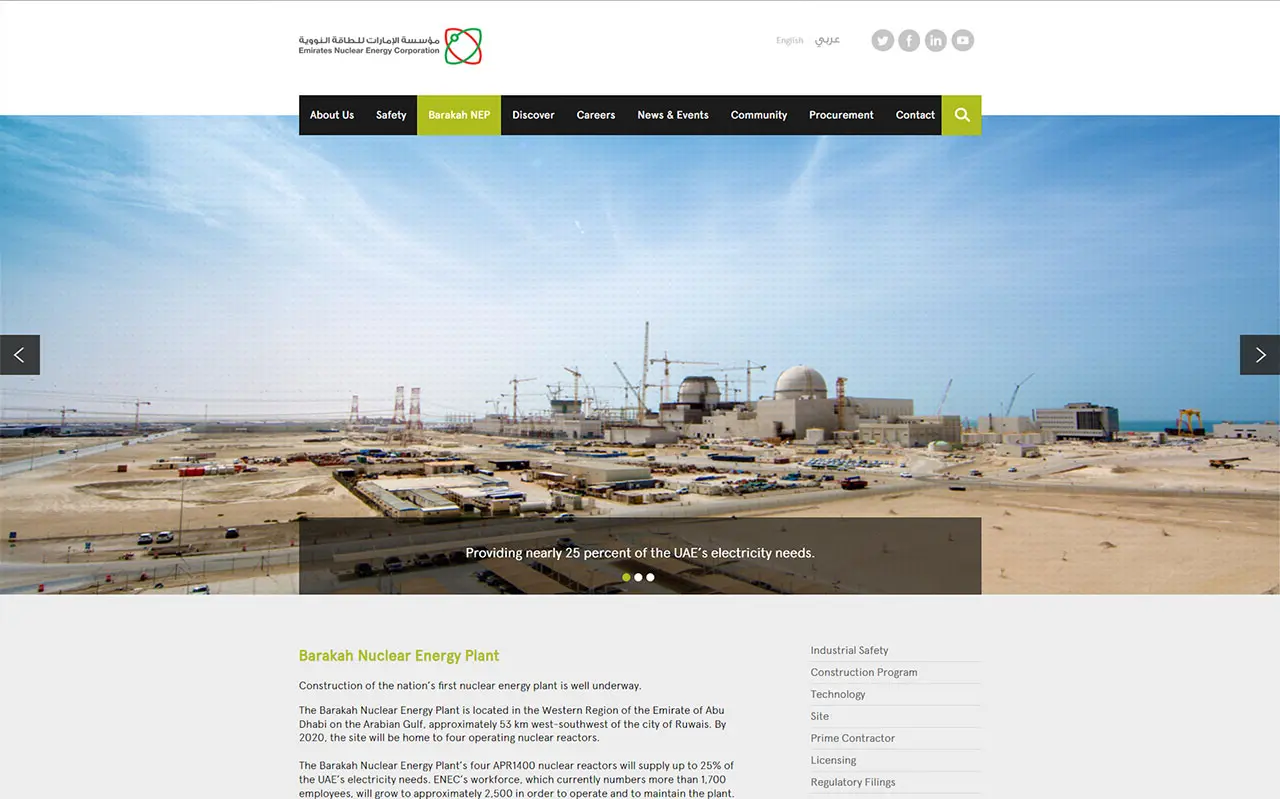 مؤسسة الإمارات للطاقة النووية
Emirates Nuclear Energy Corporation
English عربي
About Us Safety Barakah NEP Discover Careers News & Events Community Procurement Contact
Providing nearly 25 percent of the UAE’s electricity needs.
Barakah Nuclear Energy Plant
Construction of the nation’s first nuclear energy plant is well underway.
The Barakah Nuclear Energy Plant is located in the Western Region of the Emirate of Abu
Dhabi on the Arabian Gulf, approximately 53 km west-southwest of the city of Ruwais. By
2020, the site will be home to four operating nuclear reactors.
The Barakah Nuclear Energy Plant’s four APR1400 nuclear reactors will supply up to 25% of
the UAE’s electricity needs. ENEC’s workforce, which currently numbers more than 1,700
employees, will grow to approximately 2,500 in order to operate and to maintain the plant.
Industrial Safety
Construction Program
Technology
Site
Prime Contractor
Licensing
Regulatory Filings